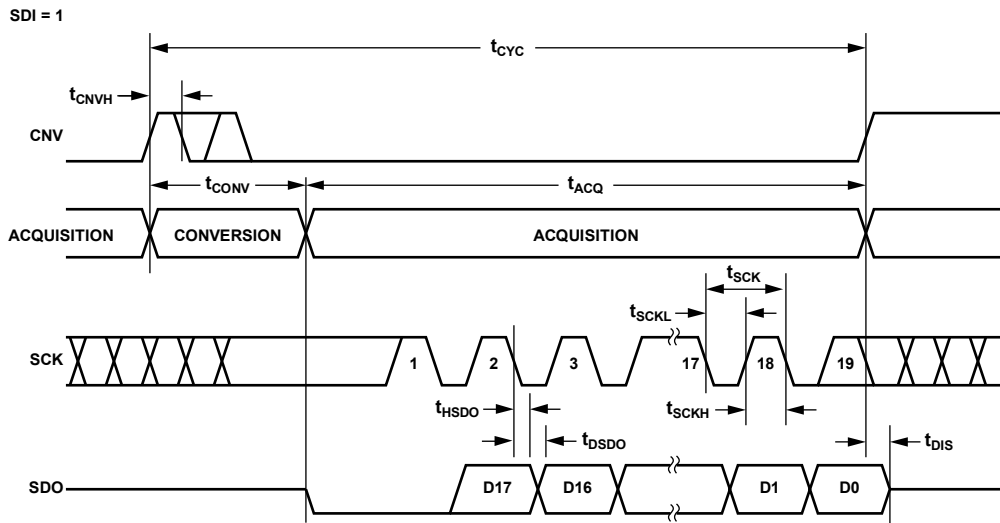 SDI = 1
tCYC
tCNVH
CNV
tCONV
tACQ
ACQUISITION
CONVERSION
ACQUISITION
tSCK
tSCKL
SCK
1
2
3
17
18
19
tHSDO
tSCKH
tDSDO
tDIS
SDO
D17
D16
D1
D0